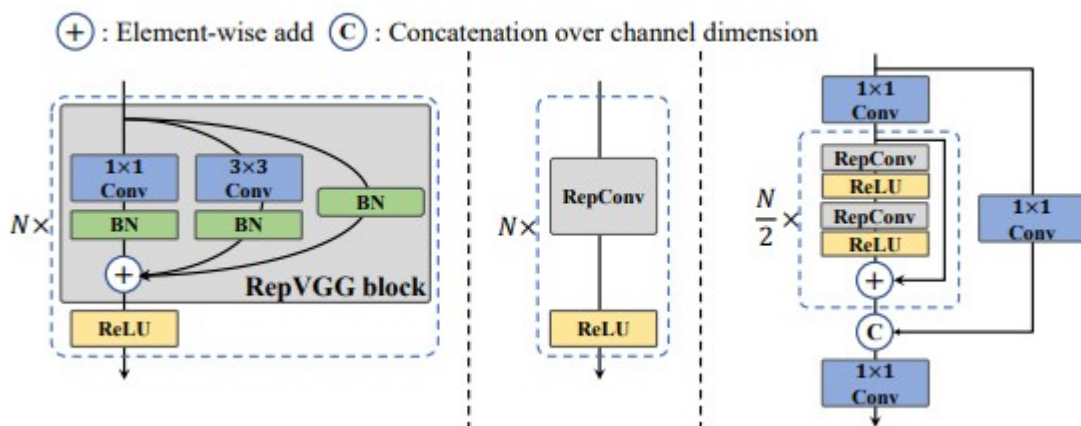 + : Element-wise add C : Concatenation over channel dimension
N×
1×1
Conv
BN
3×3
Conv
BN
BN
+
RepVGG block
ReLU
N×
RepConv
ReLU
1×1
Conv
N/2 ×
RepConv
ReLU
RepConv
ReLU
+
1×1
Conv
C
1×1
Conv